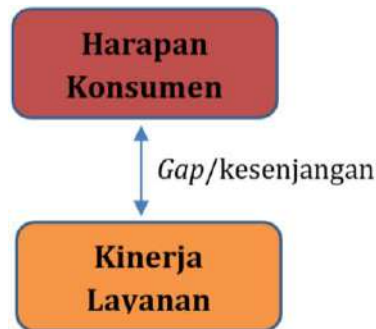 Harapan
Konsumen
Gap/kesenjangan
Kinerja
Layanan